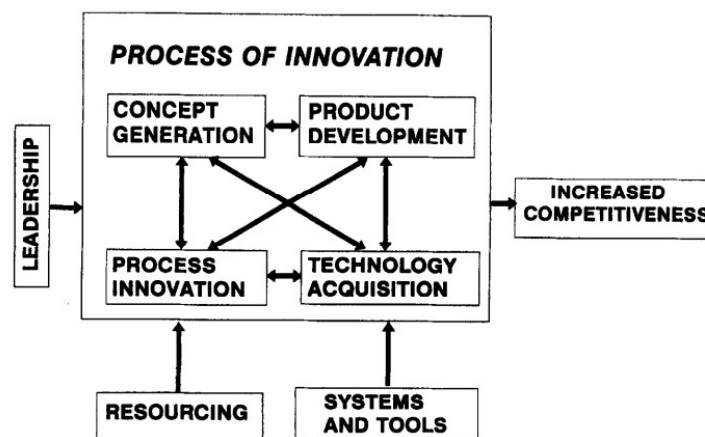 PROCESS OF INNOVATION
CONCEPT
GENERATION
PRODUCT
DEVELOPMENT
LEADERSHIP
INCREASED
COMPETITIVENESS
PROCESS
INNOVATION
TECHNOLOGY
ACQUISITION
RESOURCING
SYSTEMS
AND TOOLS